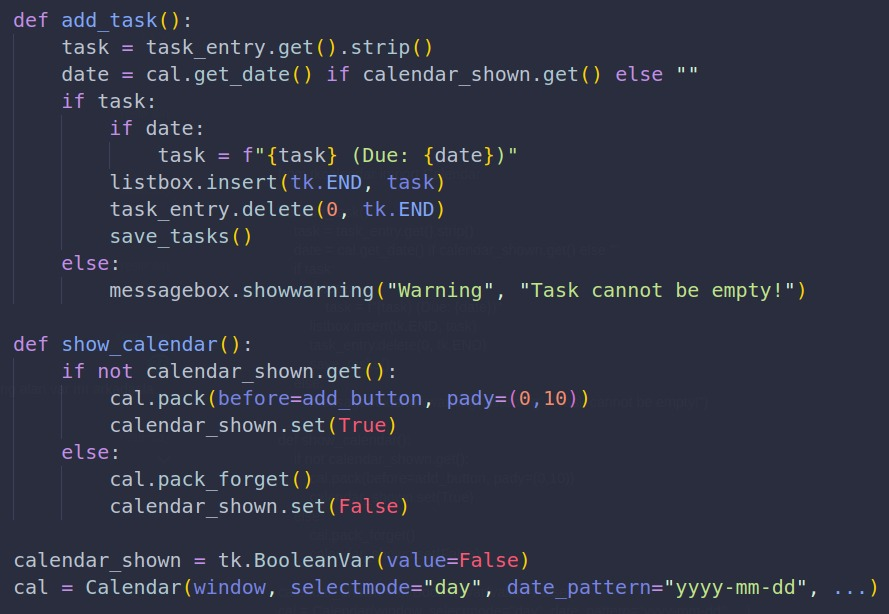 def add_task():
    task = task_entry.get().strip()
    date = cal.get_date() if calendar_shown.get() else ""
    if task:
        if date:
            task = f"{task} (Due: {date})"
        listbox.insert(tk.END, task)
        task_entry.delete(0, tk.END)
        save_tasks()
    else:
        messagebox.showwarning("Warning", "Task cannot be empty!")

def show_calendar():
    if not calendar_shown.get():
        cal.pack(before=add_button, pady=(0,10))
        calendar_shown.set(True)
    else:
        cal.pack_forget()
        calendar_shown.set(False)

calendar_shown = tk.BooleanVar(value=False)
cal = Calendar(window, selectmode="day", date_pattern="yyyy-mm-dd", ...)